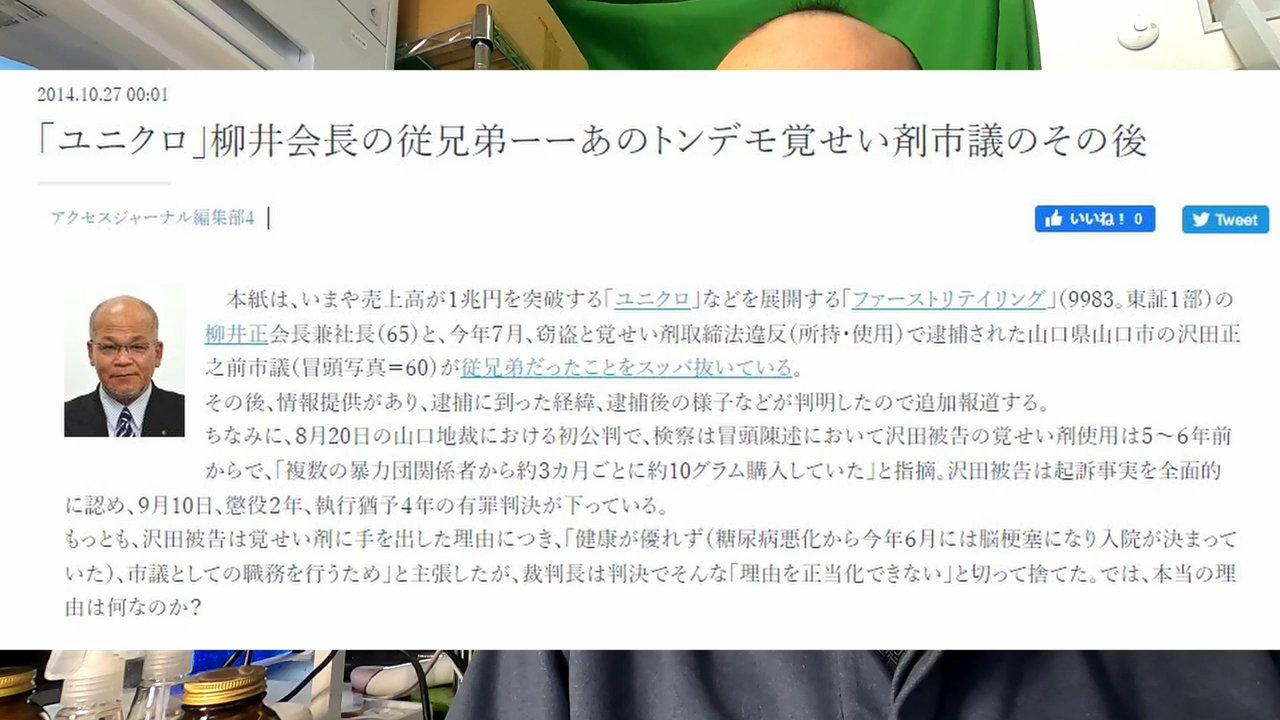 2014.10.27 00:01
「ユニクロ」柳井会長の従兄弟ーーあのトンデモ覚せい剤市議のその後
アクセスジャーナル編集部4
いいね！ 0
Tweet
本紙は、いまや売上高が1兆円を突破する「ユニクロ」などを展開する「ファーストリテイリング」(9983。東証1部)の
柳井正会長兼社長(65)と、今年7月、窃盗と覚せい剤取締法違反(所持・使用)で逮捕された山口県山口市の沢田正
之前市議(冒頭写真=60)が従兄弟だったことをスッパ抜いている。
その後、情報提供があり、逮捕に到った経緯、逮捕後の様子などが判明したので追加報道する。
ちなみに、8月20日の山口地裁における初公判で、検察は冒頭陳述において沢田被告の覚せい剤使用は5～6年前
からで、「複数の暴力団関係者から約3カ月ごとに約10グラム購入していた」と指摘。沢田被告は起訴事実を全面的
に認め、9月10日、懲役2年、執行猶予4年の有罪判決が下っている。
もっとも、沢田被告は覚せい剤に手を出した理由につき、「健康が優れず(糖尿病悪化から今年6月には脳梗塞になり入院が決まって
いた)、市議としての職務を行うため」と主張したが、裁判長は判決でそんな「理由を正当化できない」と切って捨てた。では、本当の理
由は何なのか?